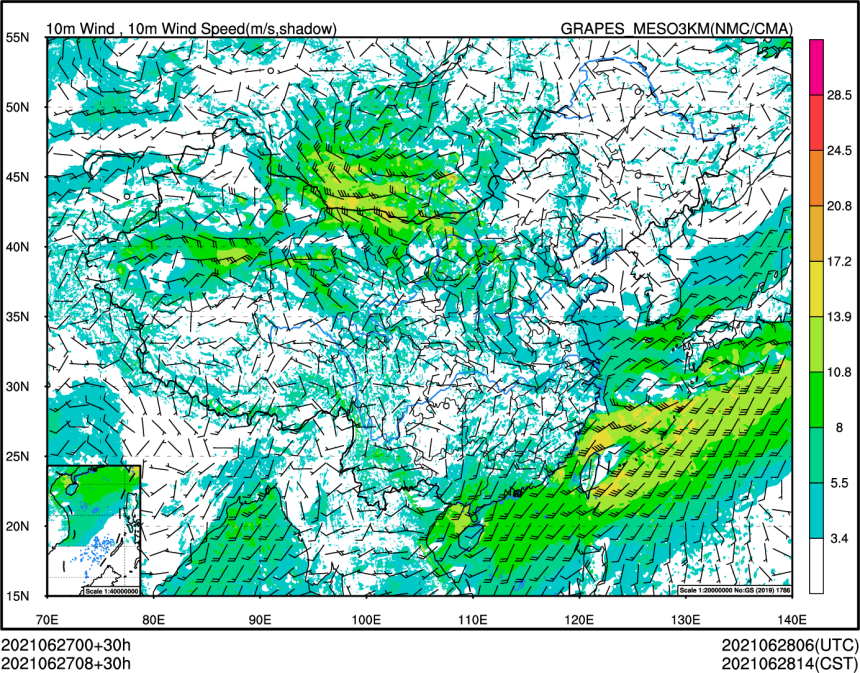 10m Wind , 10m Wind Speed(m/s,shadow) GRAPES_MESO3KM(NMC/CMA)
55N
50N
45N
40N
35N
30N
25N
20N
15N
28.5
24.5
20.8
17.2
13.9
10.8
8
5.5
3.4
Scale 1:40000000
Scale 1:20000000 No:GS (2019) 1786
70E 80E 90E 100E 110E 120E 130E 140E
2021062700+30h 2021062806(UTC)
2021062708+30h 2021062814(CST)